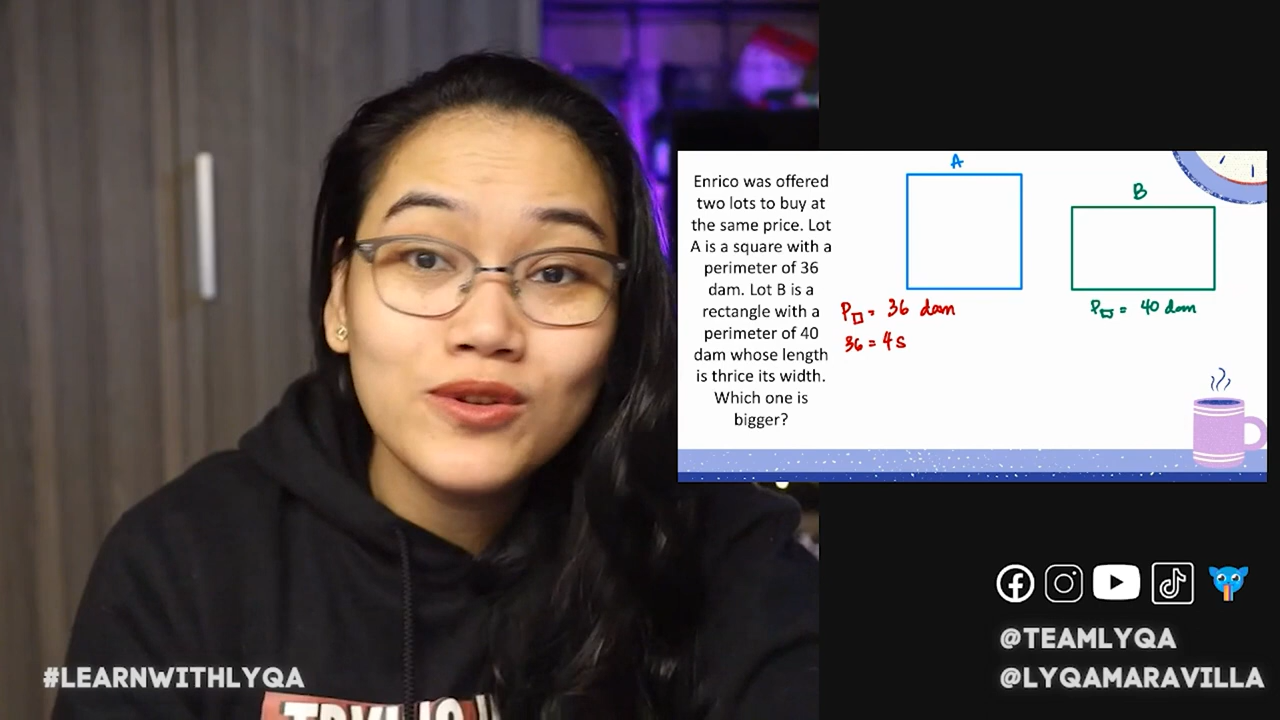 Enrico was offered
two lots to buy at
the same price. Lot
A is a square with a
perimeter of 36
dam. Lot B is a
rectangle with a
perimeter of 40
dam whose length
is thrice its width.
Which one is
bigger?
A
B
P□ = 36 dam
36 = 4s
P▭ = 40 dam
@TEAMLYQA
@LYQAMARAVILLA
#LEARNWITHLYQA